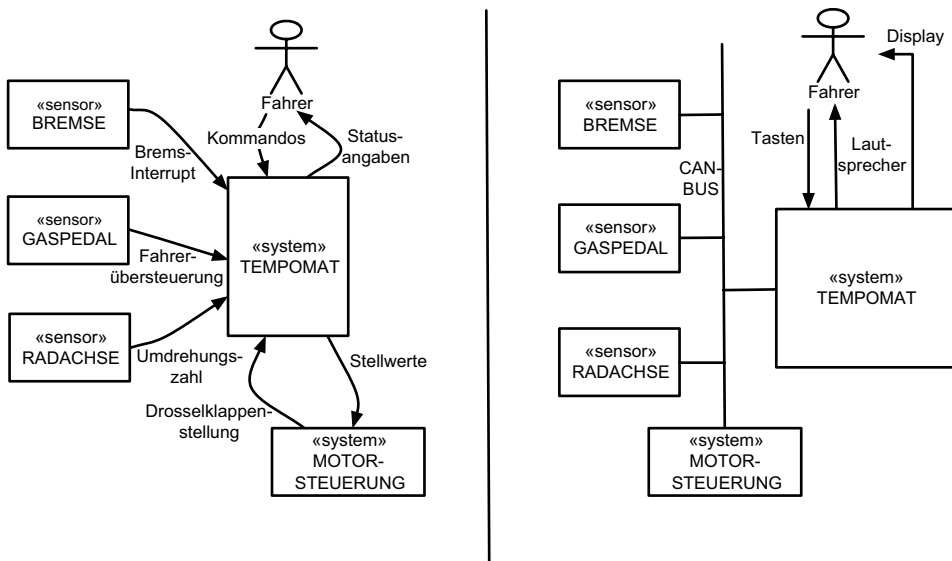 Fahrer
«sensor»
BREMSE
Kommandos
Status-
angaben
Brems-
Interrupt
«sensor»
GASPEDAL
«system»
TEMPOMAT
Fahrer-
übersteuerung
«sensor»
RADACHSE
Umdrehungs-
zahl
Stellwerte
Drosselklappen-
stellung
«system»
MOTOR-
STEUERUNG
Display
Fahrer
«sensor»
BREMSE
Tasten
Laut-
sprecher
CAN-
BUS
«sensor»
GASPEDAL
«system»
TEMPOMAT
«sensor»
RADACHSE
«system»
MOTOR-
STEUERUNG